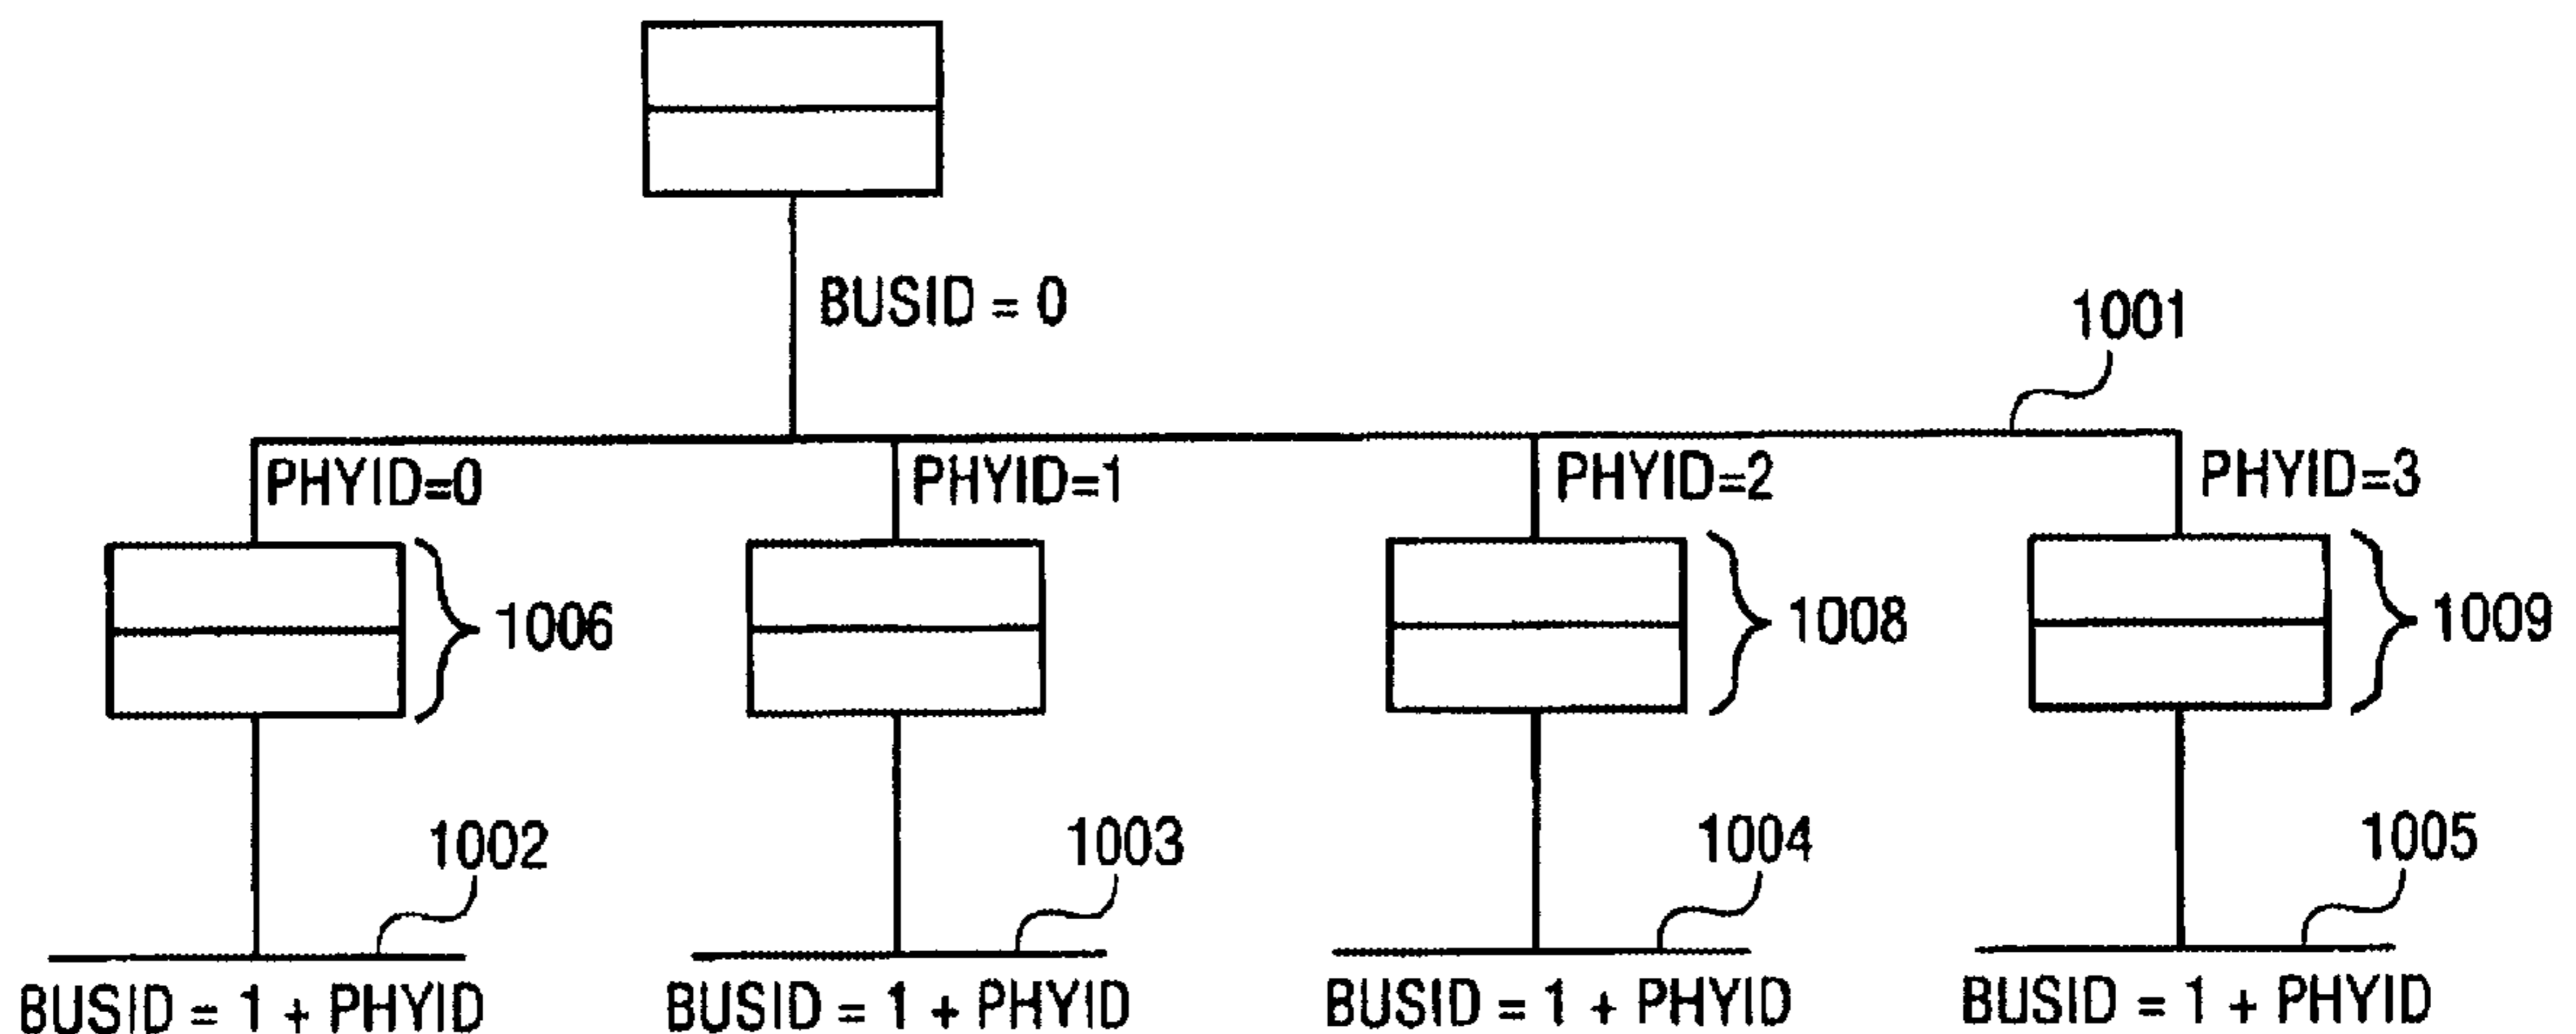 BUSID = 0
1001
PHYID=0
PHYID=1
PHYID=2
PHYID=3
1006
1008
1009
1002
1003
1004
1005
BUSID = 1 + PHYID
BUSID = 1 + PHYID
BUSID = 1 + PHYID
BUSID = 1 + PHYID